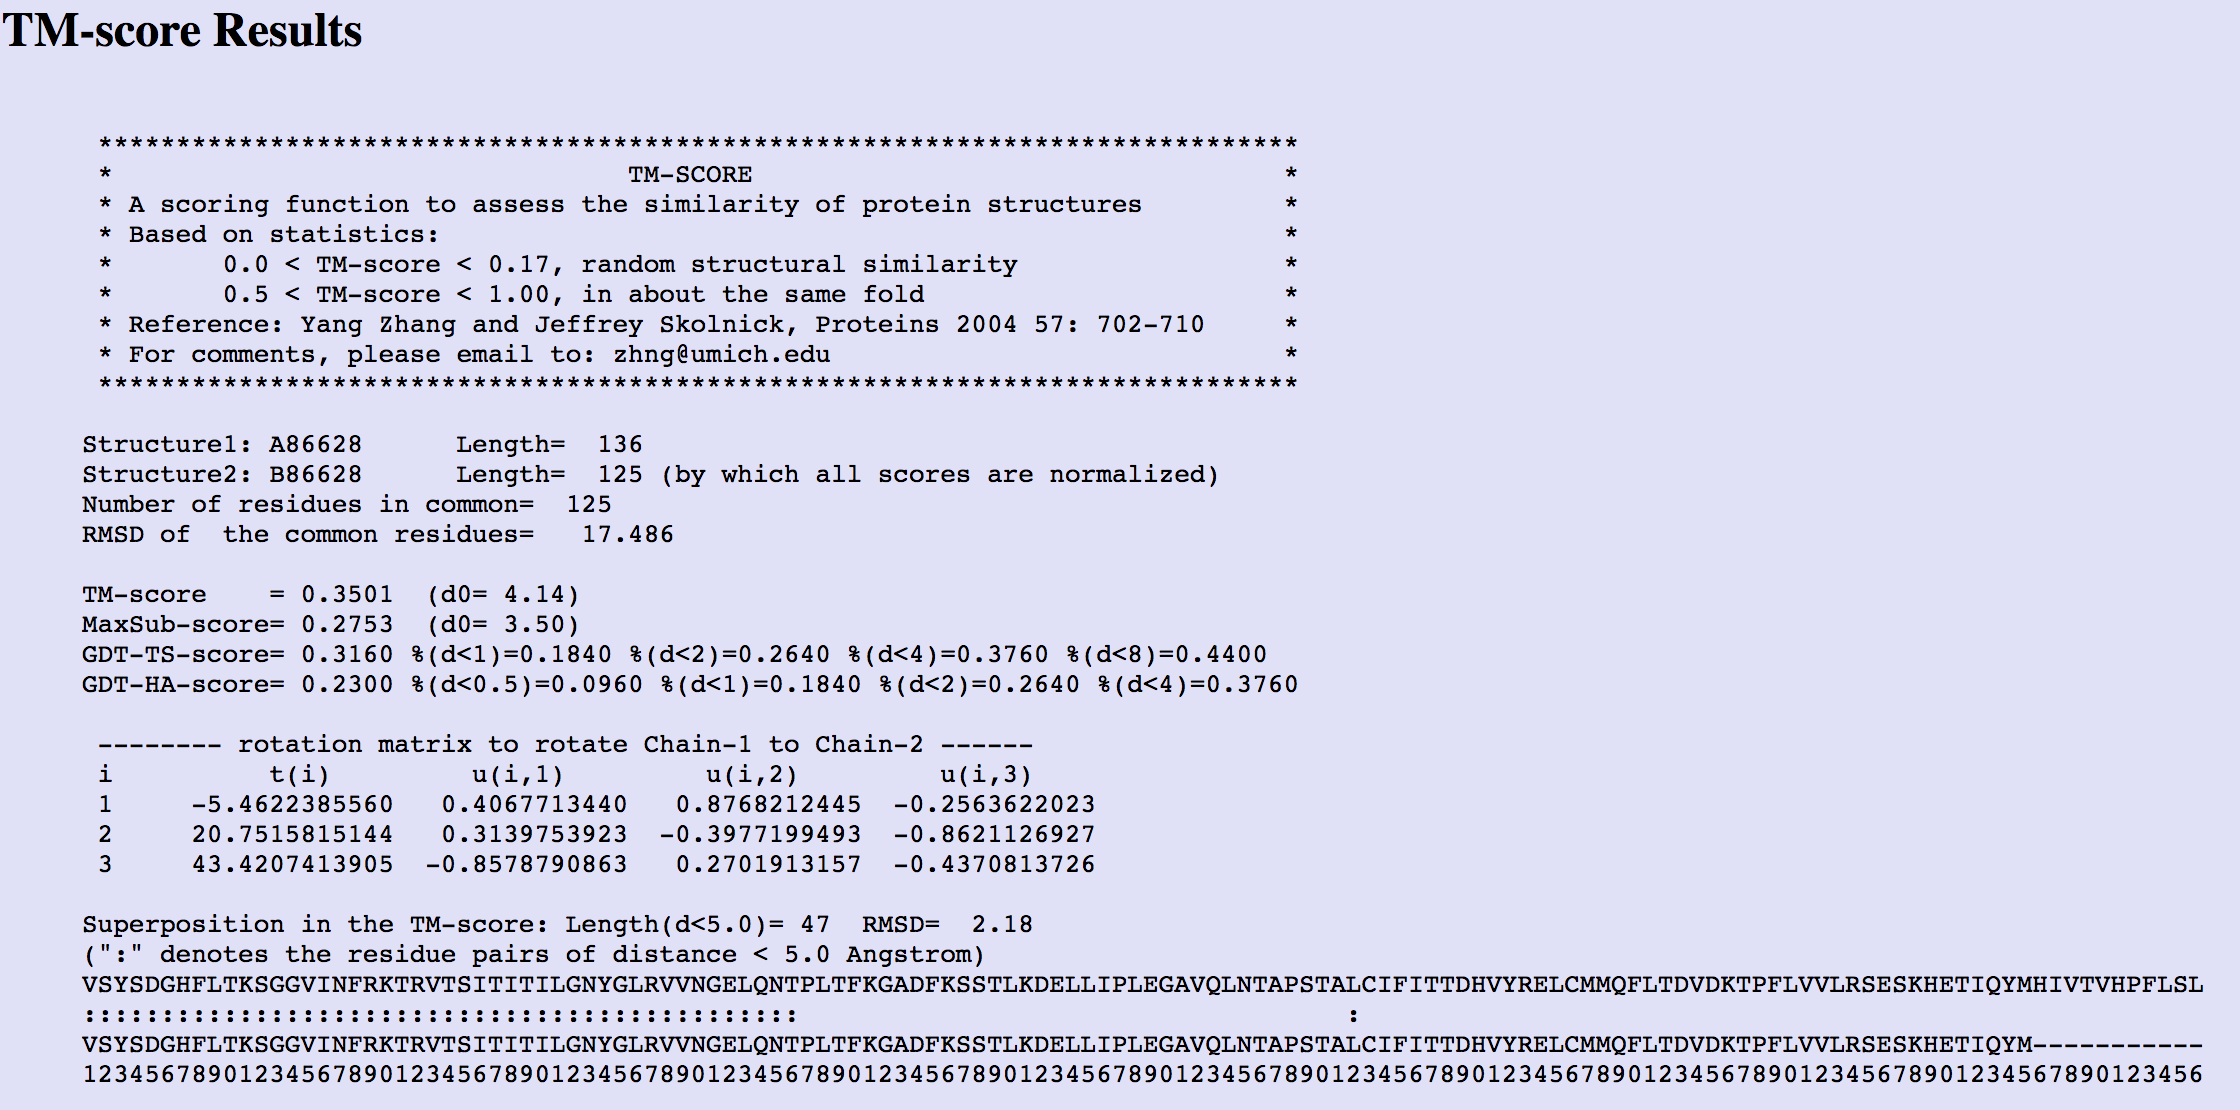 TM-score Results
*****************************************************************************
* TM-SCORE *
* A scoring function to assess the similarity of protein structures *
* Based on statistics: *
* 0.0 < TM-score < 0.17, random structural similarity *
* 0.5 < TM-score < 1.00, in about the same fold *
* Reference: Yang Zhang and Jeffrey Skolnick, Proteins 2004 57: 702-710 *
* For comments, please email to: zhng@umich.edu *
*****************************************************************************
Structure1: A86628 Length= 136
Structure2: B86628 Length= 125 (by which all scores are normalized)
Number of residues in common= 125
RMSD of the common residues= 17.486
TM-score = 0.3501 (d0= 4.14)
MaxSub-score= 0.2753 (d0= 3.50)
GDT-TS-score= 0.3160 %(d<1)=0.1840 %(d<2)=0.2640 %(d<4)=0.3760 %(d<8)=0.4400
GDT-HA-score= 0.2300 %(d<0.5)=0.0960 %(d<1)=0.1840 %(d<2)=0.2640 %(d<4)=0.3760
-------- rotation matrix to rotate Chain-1 to Chain-2 ------
i t(i) u(i,1) u(i,2) u(i,3)
1 -5.4622385560 0.4067713440 0.8768212445 -0.2563622023
2 20.7515815144 0.3139753923 -0.3977199493 -0.8621126927
3 43.4207413905 -0.8578790863 0.2701913157 -0.4370813726
Superposition in the TM-score: Length(d<5.0)= 47 RMSD= 2.18
(":" denotes the residue pairs of distance < 5.0 Angstrom)
VSYSDGHFLTKSGGVINFRKTRVTSITITILGNYGLRVVNGELQNTPLTFKGADFKSSTLKDELLIPLEGAVQLNTAPSTALCIFITTDHVYRELCMMQFLTDVDKTPFLVVLRSESKHETIQYMHIVTVHPFLSL
:::::::::::::::::::::::::::::::::::::::::::::: :
VSYSDGHFLTKSGGVINFRKTRVTSITITILGNYGLRVVNGELQNTPLTFKGADFKSSTLKDELLIPLEGAVQLNTAPSTALCIFITTDHVYRELCMMQFLTDVDKTPFLVVLRSESKHETIQYM-----------
1234567890123456789012345678901234567890123456789012345678901234567890123456789012345678901234567890123456789012345678901234567890123456